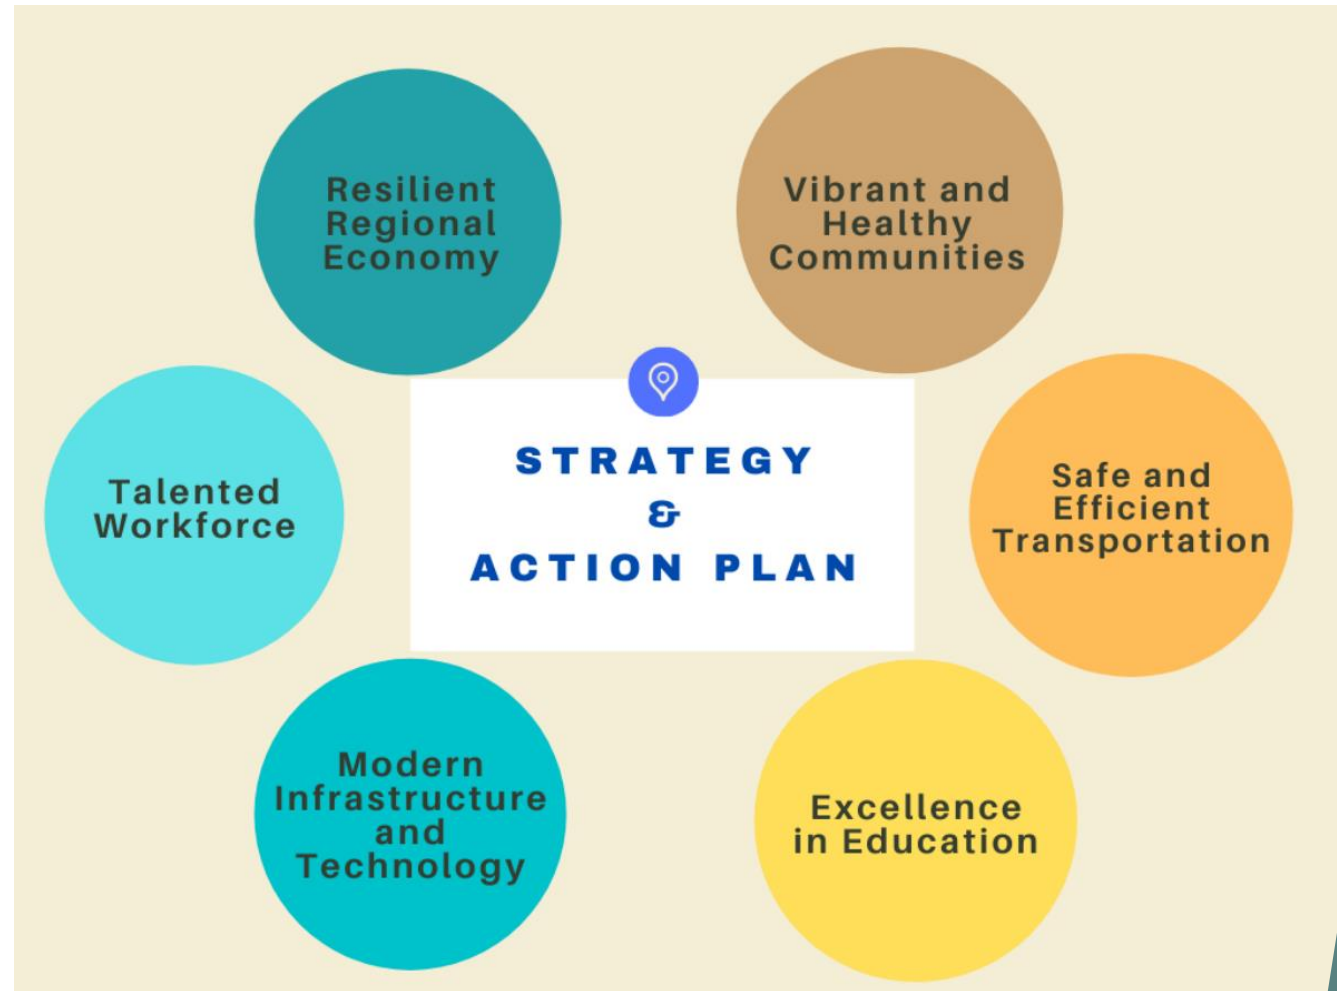 Resilient
Regional
Economy
Vibrant and
Healthy
Communities
Talented
Workforce
STRATEGY
&
ACTION PLAN
Safe and
Efficient
Transportation
Modern
Infrastructure
and
Technology
Excellence
in Education